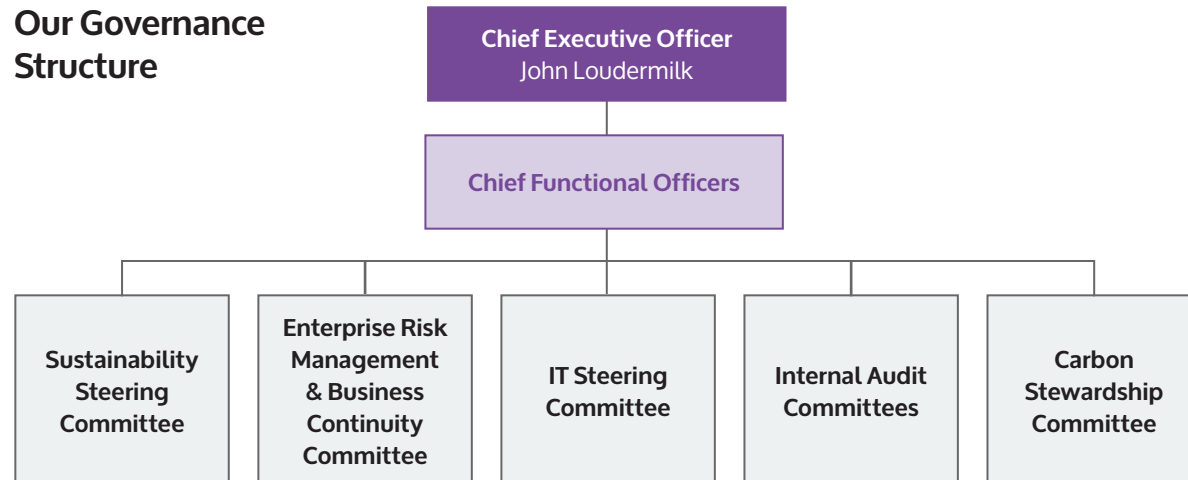 Our Governance
Structure
Chief Executive Officer
John Loudermilk
Chief Functional Officers
Sustainability
Steering
Committee
Enterprise Risk
Management
& Business
Continuity
Committee
IT Steering
Committee
Internal Audit
Committees
Carbon
Stewardship
Committee